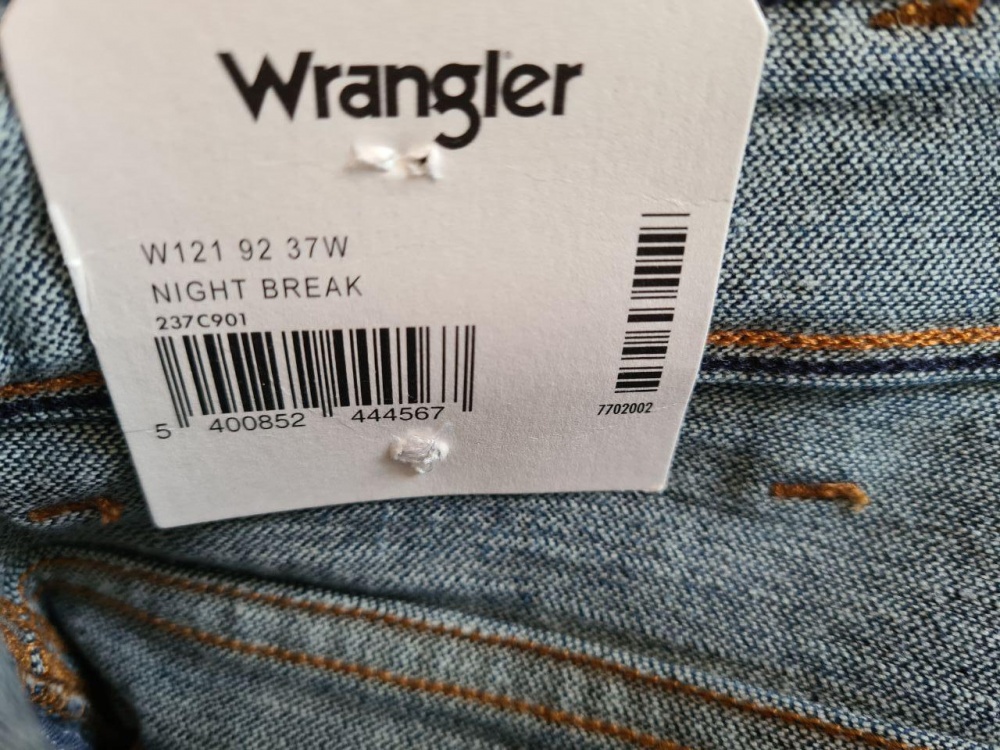 Wrangler
W121 92 37W
NIGHT BREAK
237C901
5 400852 444567
7702002